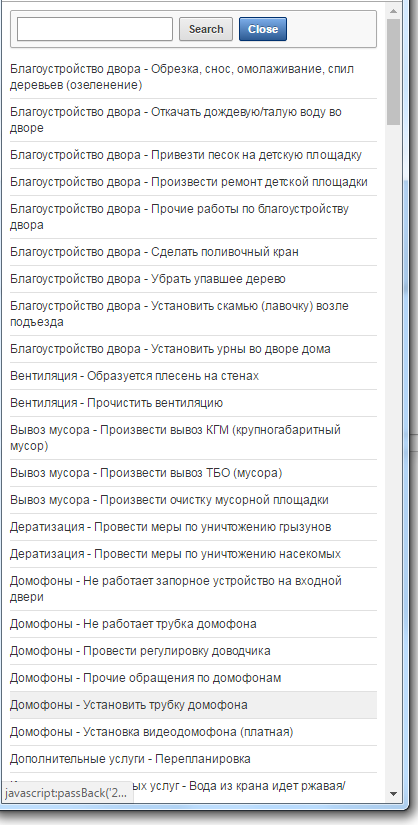 Search Close
Благоустройство двора - Обрезка, снос, омолаживание, спил
деревьев (озеленение)
Благоустройство двора - Откачать дождевую/талую воду во
дворе
Благоустройство двора - Привезти песок на детскую площадку
Благоустройство двора - Произвести ремонт детской площадки
Благоустройство двора - Прочие работы по благоустройству
двора
Благоустройство двора - Сделать поливочный кран
Благоустройство двора - Убрать упавшее дерево
Благоустройство двора - Установить скамью (лавочку) возле
подъезда
Благоустройство двора - Установить урны во дворе дома
Вентиляция - Образуется плесень на стенах
Вентиляция - Прочистить вентиляцию
Вывоз мусора - Произвести вывоз КГМ (крупногабаритный
мусор)
Вывоз мусора - Произвести вывоз ТБО (мусора)
Вывоз мусора - Произвести очистку мусорной площадки
Дератизация - Провести меры по уничтожению грызунов
Дератизация - Провести меры по уничтожению насекомых
Домофоны - Не работает запорное устройство на входной
двери
Домофоны - Не работает трубка домофона
Домофоны - Провести регулировку доводчика
Домофоны - Прочие обращения по домофонам
Домофоны - Установить трубку домофона
Домофоны - Установка видеодомофона (платная)
Дополнительные услуги - Перепланировка
услуг - Вода из крана идет ржавая/
javascript:passBack('2...